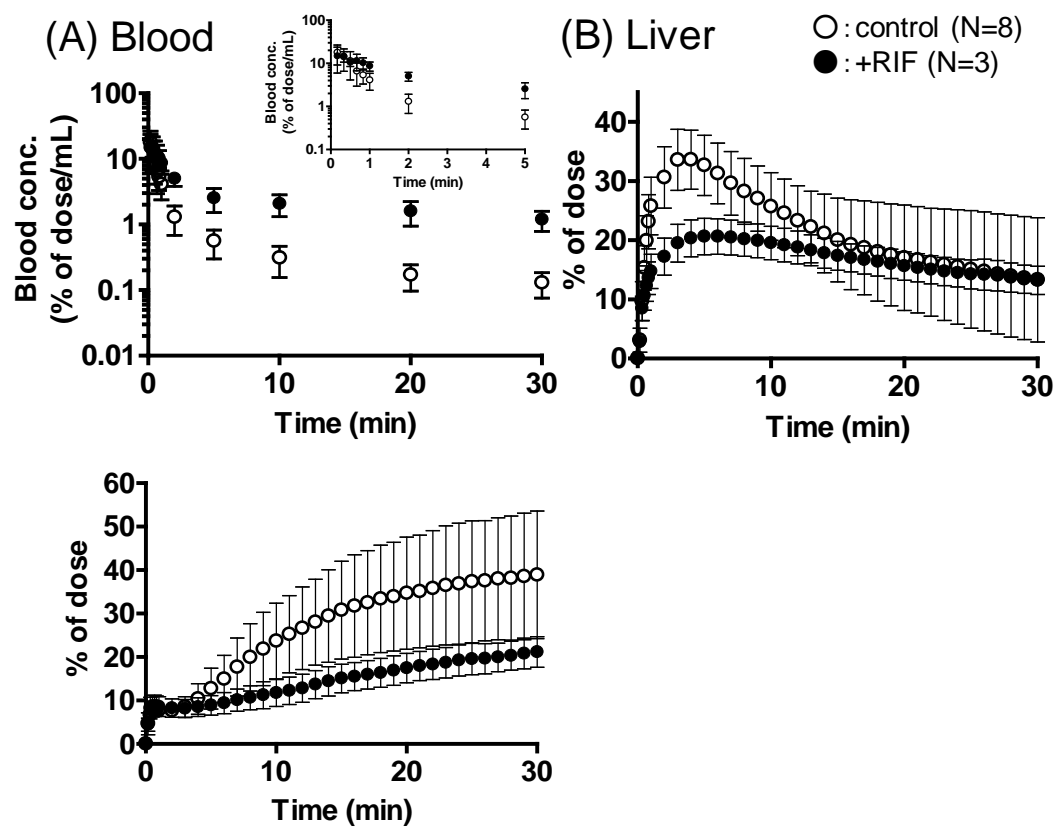 (A) Blood
Blood conc.
(% of dose/mL)
100
10
1
0.1
0.01
0
10
20
30
Time (min)
Blood conc.
(% of dose/mL)
100
10
1
0.1
0
1
2
3
4
5
Time (min)
(B) Liver
: control (N=8)
: +RIF (N=3)
% of dose
40
30
20
10
0
0
10
20
30
Time (min)
% of dose
60
50
40
30
20
10
0
0
10
20
30
Time (min)